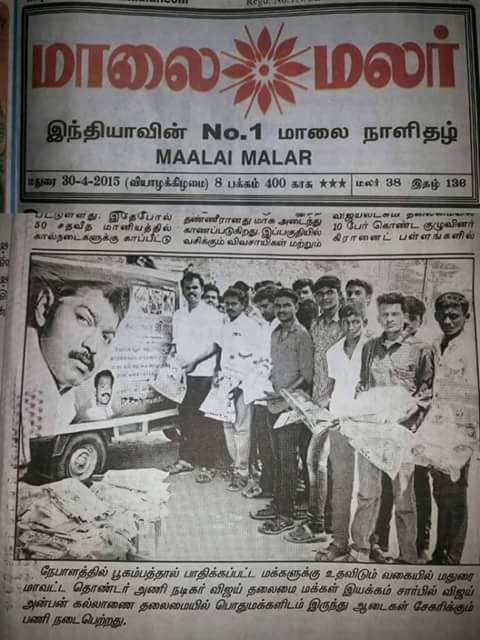 மாலை மலர்
இந்தியாவின் No.1 மாலை நாளிதழ்
MAALAI MALAR
மதுரை 30-4-2015 (வியாழக்கிழமை) 8 பக்கம் 400 காசு ★★★ மலர் 38 இதழ் 136
பட்டுள்ளது. இதேபோல்
50 சதவீத மானியத்தில்
கால்நடைகளுக்கு காப்பீட்டு
தண்ணீரானது மாசு அடைந்து
காணப்படுகிறது. இப்பகுதியில்
வசிக்கும் விவசாயிகள் மற்றும்
10 பேர் கொண்ட குழுவினர்
கிரானைட் பள்ளங்களில்
நேபாளத்தில் பூகம்பத்தால் பாதிக்கப்பட்ட மக்களுக்கு உதவிடும் வகையில் மதுரை
மாவட்ட தொண்டர் அணி நடிகர் விஜய் தலைமை மக்கள் இயக்கம் சார்பில் விஜய்
அன்பன் கல்லாணை தலைமையில் பொதுமக்களிடம் இருந்து ஆடைகள் சேகரிக்கும்
பணி நடைபெற்றது.